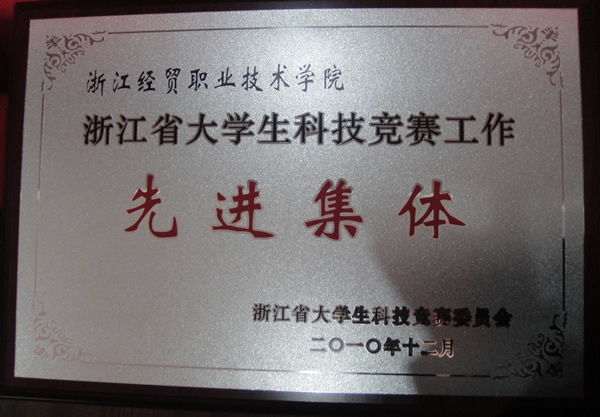 浙江经贸职业技术学院
浙江省大学生科技竞赛工作
先进集体
浙江省大学生科技竞赛委员会
二〇一〇年十二月